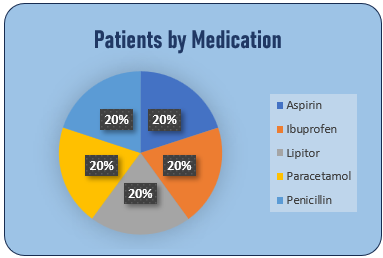 Patients by Medication
20%
20%
20%
20%
20%
Aspirin
Ibuprofen
Lipitor
Paracetamol
Penicillin